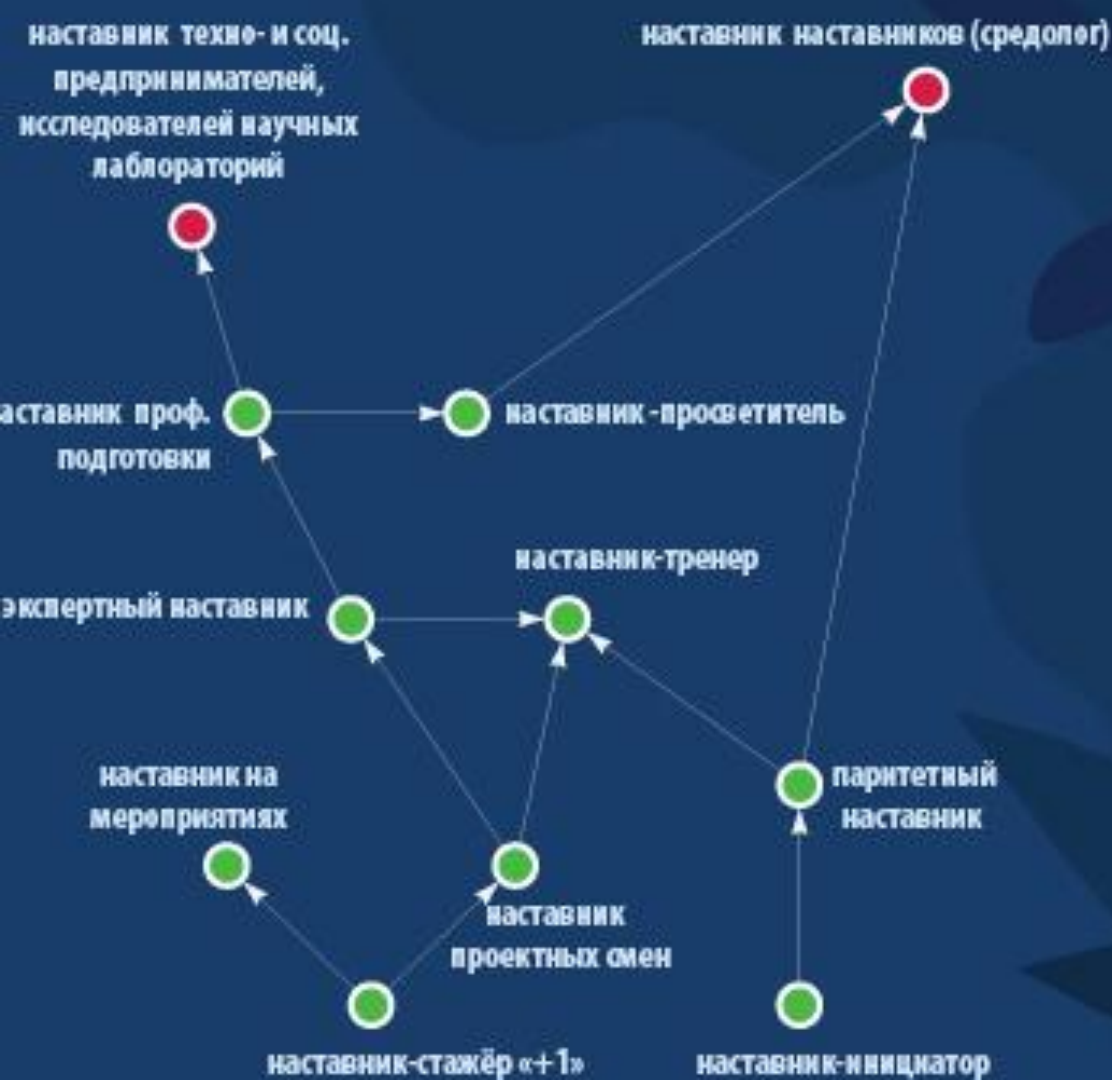 наставник техно- и соц.
предпринимателей,
исследователей научных
лаблораторий
наставник наставников (средолог)
аставник проф.
подготовки
наставник-просветитель
наставник-тренер
экспертный наставник
наставник на
мероприятиях
паритетный
наставник
наставник
проектных смен
наставник-стажёр «+1»
наставник-инициатор